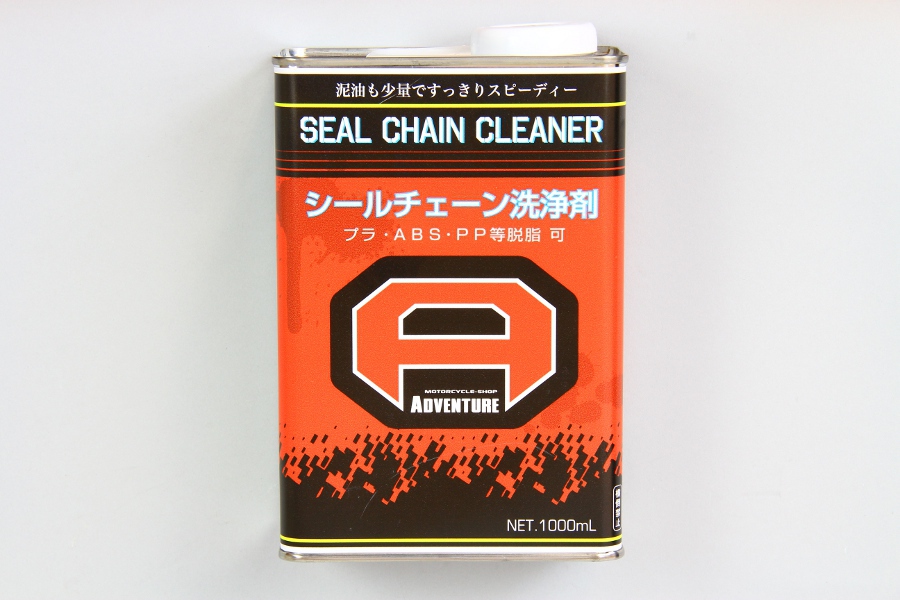 泥油も少量ですっきりスピーディー
SEAL CHAIN CLEANER
シールチェーン洗浄剤
プラ・ABS・PP等脱脂 可
MOTORCYCLE-SHOP
ADVENTURE
NET.1000mL